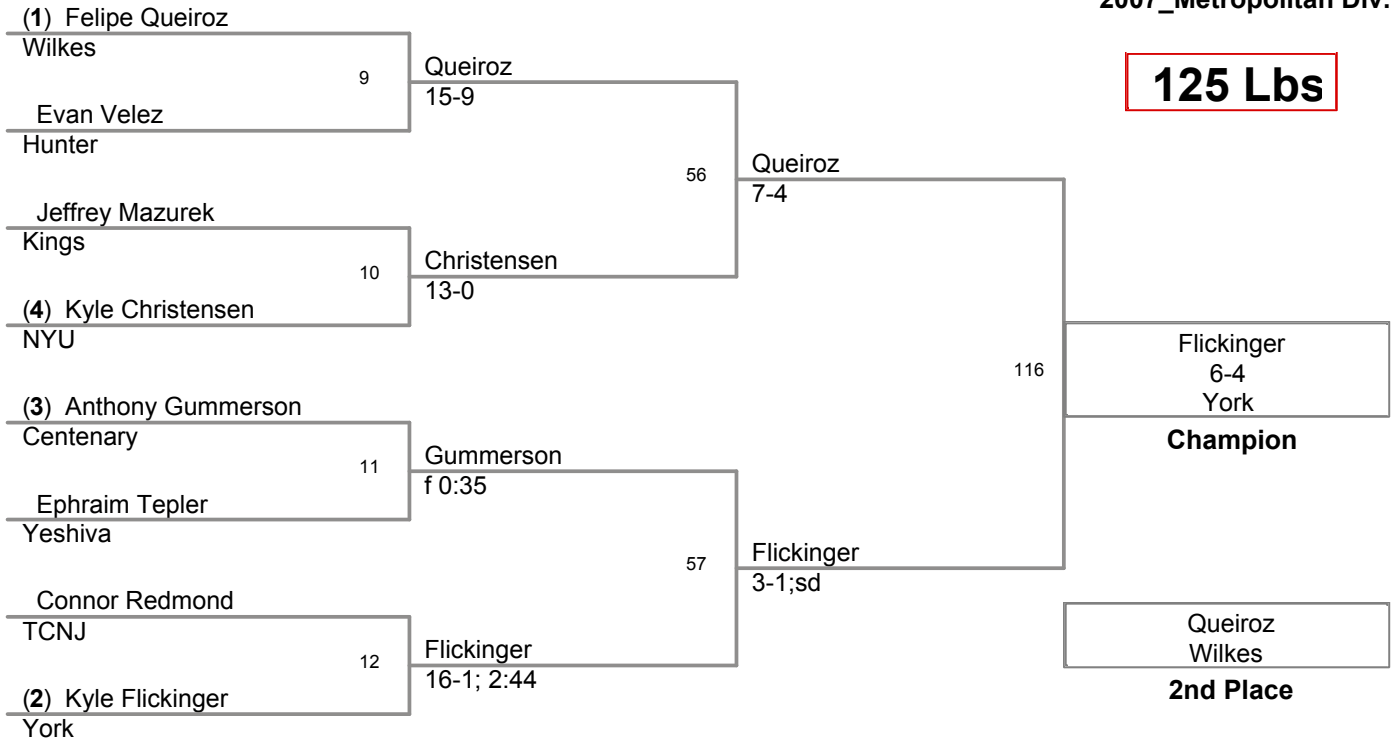 2007_Metropolitan Div.
125 Lbs
(1) Felipe Queiroz
Wilkes
9
Evan Velez
Hunter
Queiroz
15-9
Jeffrey Mazurek
Kings
10
(4) Kyle Christensen
NYU
Christensen
13-0
56
Queiroz
7-4
(3) Anthony Gummerson
Centenary
11
Ephraim Tepler
Yeshiva
Gummerson
f 0:35
Connor Redmond
TCNJ
12
(2) Kyle Flickinger
York
Flickinger
16-1; 2:44
57
Flickinger
3-1;sd
116
Flickinger
6-4
York
Champion
Queiroz
Wilkes
2nd Place